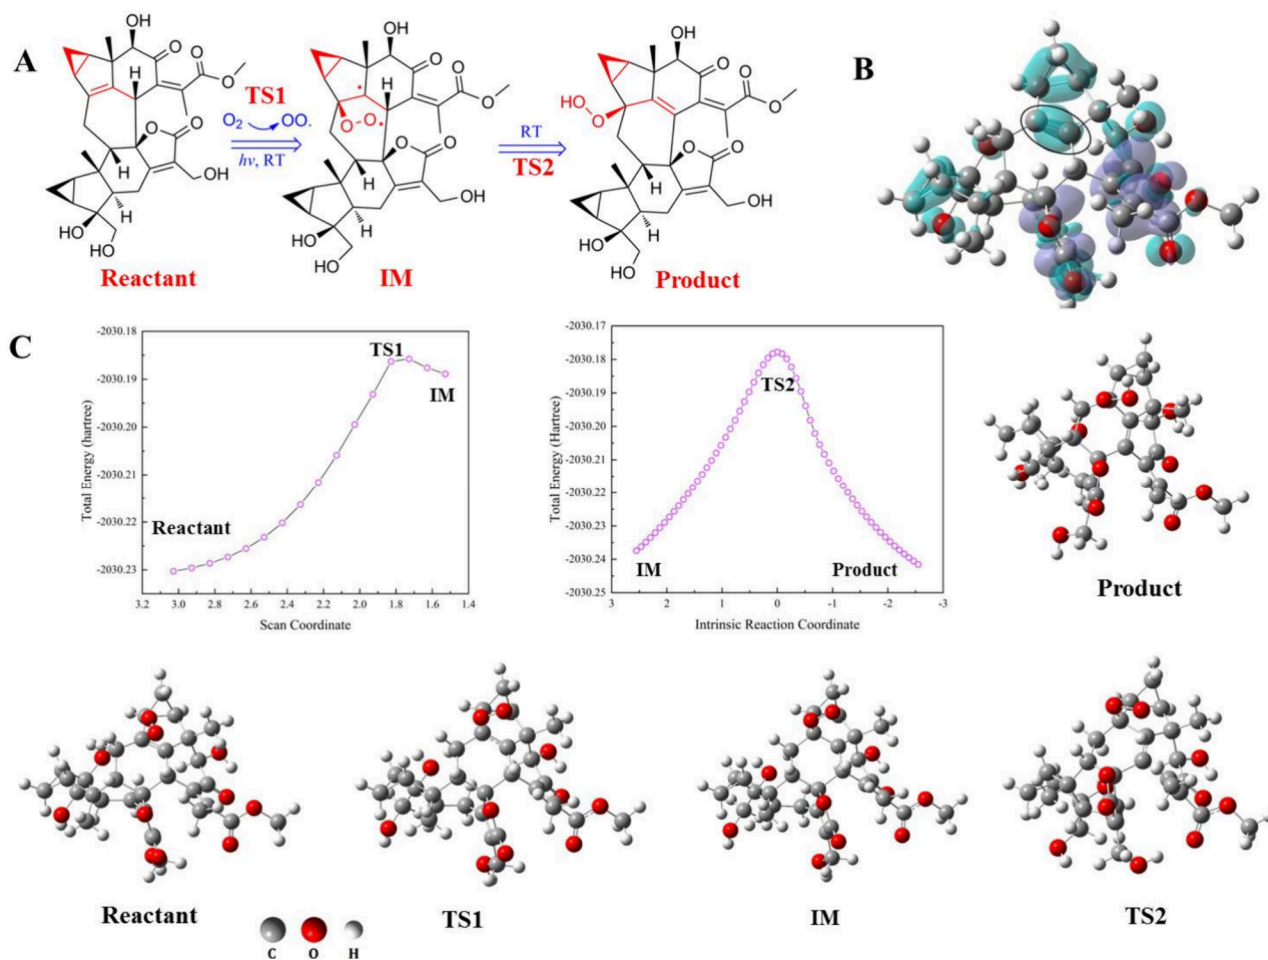 A
B
OH
O
H
O
O
TS1
O₂ OO.
hν, RT
H
O
O
OH
H
HO
HO
Reactant
OH
O
H
O
O
O-O
H
O
O
OH
H
HO
HO
IM
RT
TS2
OH
O
HO
O
O
O
H
O
O
OH
H
HO
HO
Product
C
-2030.18
-2030.19
-2030.20
-2030.21
-2030.22
-2030.23
Total Energy (hartree)
TS1
IM
Reactant
3.2 3.0 2.8 2.6 2.4 2.2 2.0 1.8 1.6 1.4
Scan Coordinate
-2030.17
-2030.18
-2030.19
-2030.20
-2030.21
-2030.22
-2030.23
-2030.24
-2030.25
Total Energy (Hartree)
TS2
IM
Product
3 2 1 0 -1 -2 -3
Intrinsic Reaction Coordinate
Product
Reactant
TS1
IM
TS2
C O H